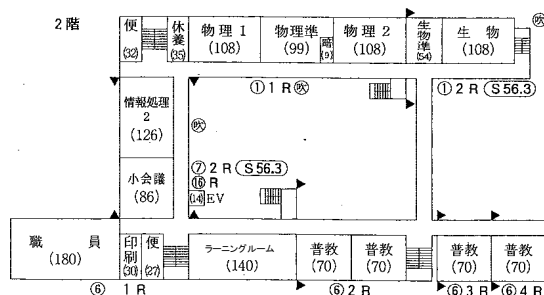 2階
便
(32)
休養
(35)
物理1
(108)
物理準
(99)
暗
(9)
物理2
(108)
生物準
(54)
生物
(108)
吹
情報処理
2
(126)
①1R吹
①2R S56.3
吹
⑦2R S56.3
⑯R
小会議
(86)
(14)EV
職員
(180)
印刷
(30)
便
(27)
ラーニングルーム
(140)
普教
(70)
普教
(70)
普教
(70)
普教
(70)
⑥ 1R
⑥2R
⑥3R
⑥4R